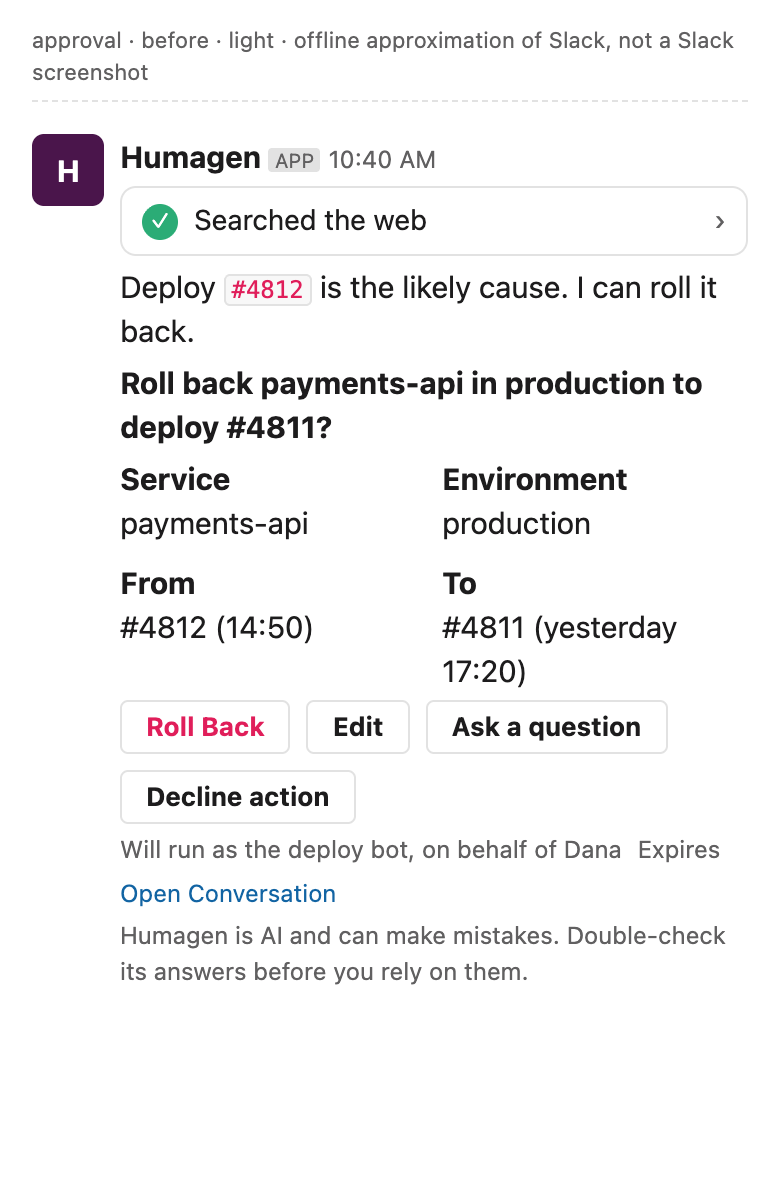 approval · before · light · offline approximation of Slack, not a Slack
screenshot
H
Humagen APP 10:40 AM
Searched the web
Deploy #4812 is the likely cause. I can roll it
back.
Roll back payments-api in production to
deploy #4811?
Service Environment
payments-api production
From To
#4812 (14:50) #4811 (yesterday
17:20)
Roll Back Edit Ask a question
Decline action
Will run as the deploy bot, on behalf of Dana Expires
Open Conversation
Humagen is AI and can make mistakes. Double-check
its answers before you rely on them.